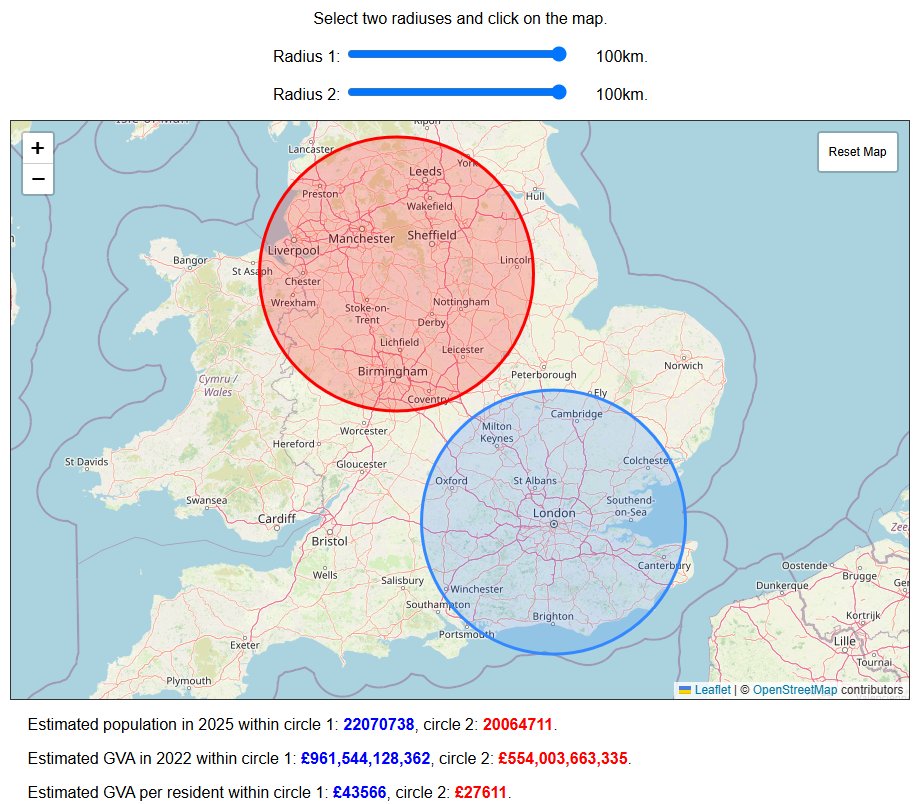 Select two radiuses and click on the map.
Radius 1: 100km.
Radius 2: 100km.
+
−
Reset Map
Lancaster
Ripon
York
Leeds
Preston
Wakefield
Hull
Manchester
Sheffield
Liverpool
Bangor
St Asaph
Chester
Lincoln
Wrexham
Stoke-on-
Trent
Nottingham
Derby
Lichfield
Leicester
Birmingham
Peterborough
Norwich
Cymru /
Wales
Coventry
Ely
Cambridge
Worcester
Milton
Keynes
Hereford
St Davids
Gloucester
Colchester
Oxford
St Albans
Swansea
Southend-
on-Sea
Cardiff
London
Bristol
Canterbury
Oostende
Wells
Salisbury
Winchester
Brugge
Dunkerque
Southampton
Brighton
Kortrijk
Portsmouth
Exeter
Lille
Tournai
Plymouth
Leaflet | © OpenStreetMap contributors
Estimated population in 2025 within circle 1: 22070738, circle 2: 20064711.
Estimated GVA in 2022 within circle 1: £961,544,128,362, circle 2: £554,003,663,335.
Estimated GVA per resident within circle 1: £43566, circle 2: £27611.